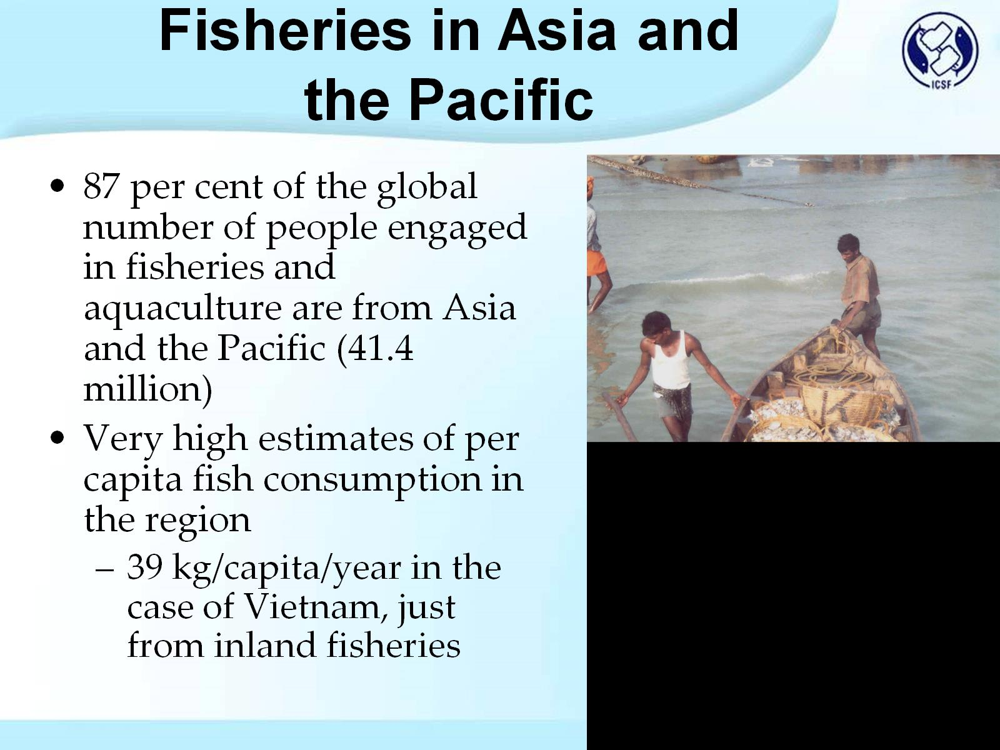 Fisheries in Asia and
the Pacific
ICSF
• 87 per cent of the global
number of people engaged
in fisheries and
aquaculture are from Asia
and the Pacific (41.4
million)
• Very high estimates of per
capita fish consumption in
the region
– 39 kg/capita/year in the
case of Vietnam, just
from inland fisheries